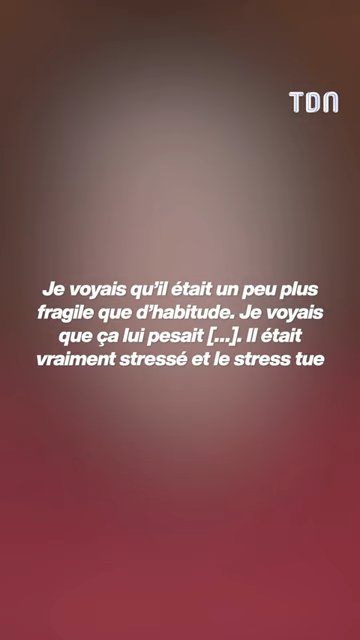 TDN
Je voyais qu'il était un peu plus
fragile que d'habitude. Je voyais
que ça lui pesait [...]. Il était
vraiment stressé et le stress tue